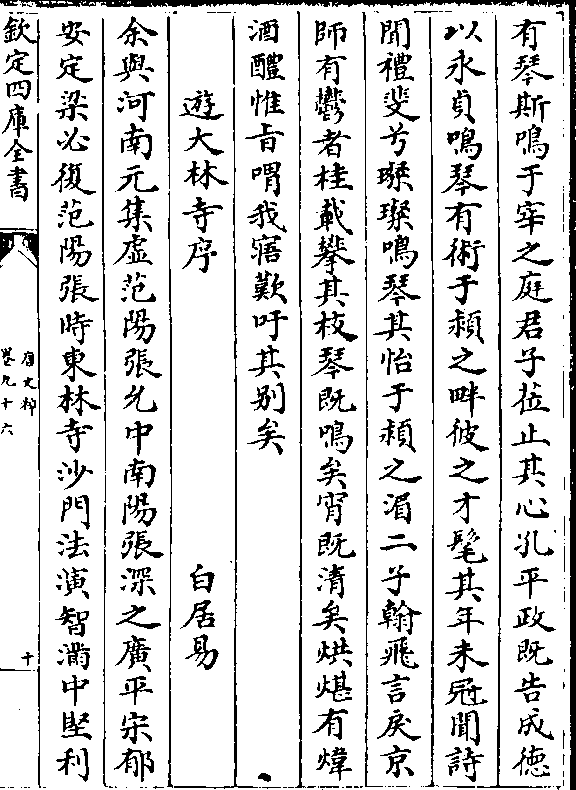 有琴斯鳴于宰之庭君子莅止其心孔平政既告成德
以永貞鳴琴有術于潁之畔彼之才髦其年未冠聞詩
聞禮斐兮璨璨鳴琴其怡于潁之湄二子翰飛言戾京
師有鬱者桂載攀其枝琴既鳴矣宵既清矣烘煁有煒
酒醴惟旨喟我寤歎吁其别矣
遊大林寺序 白居易
余與河南元集虚范陽張允中南陽張深之廣平宋郁
安定梁必復范陽張時東林寺沙門法演智滿中堅利
欽定四庫全書
唐文粹
卷九十六
十